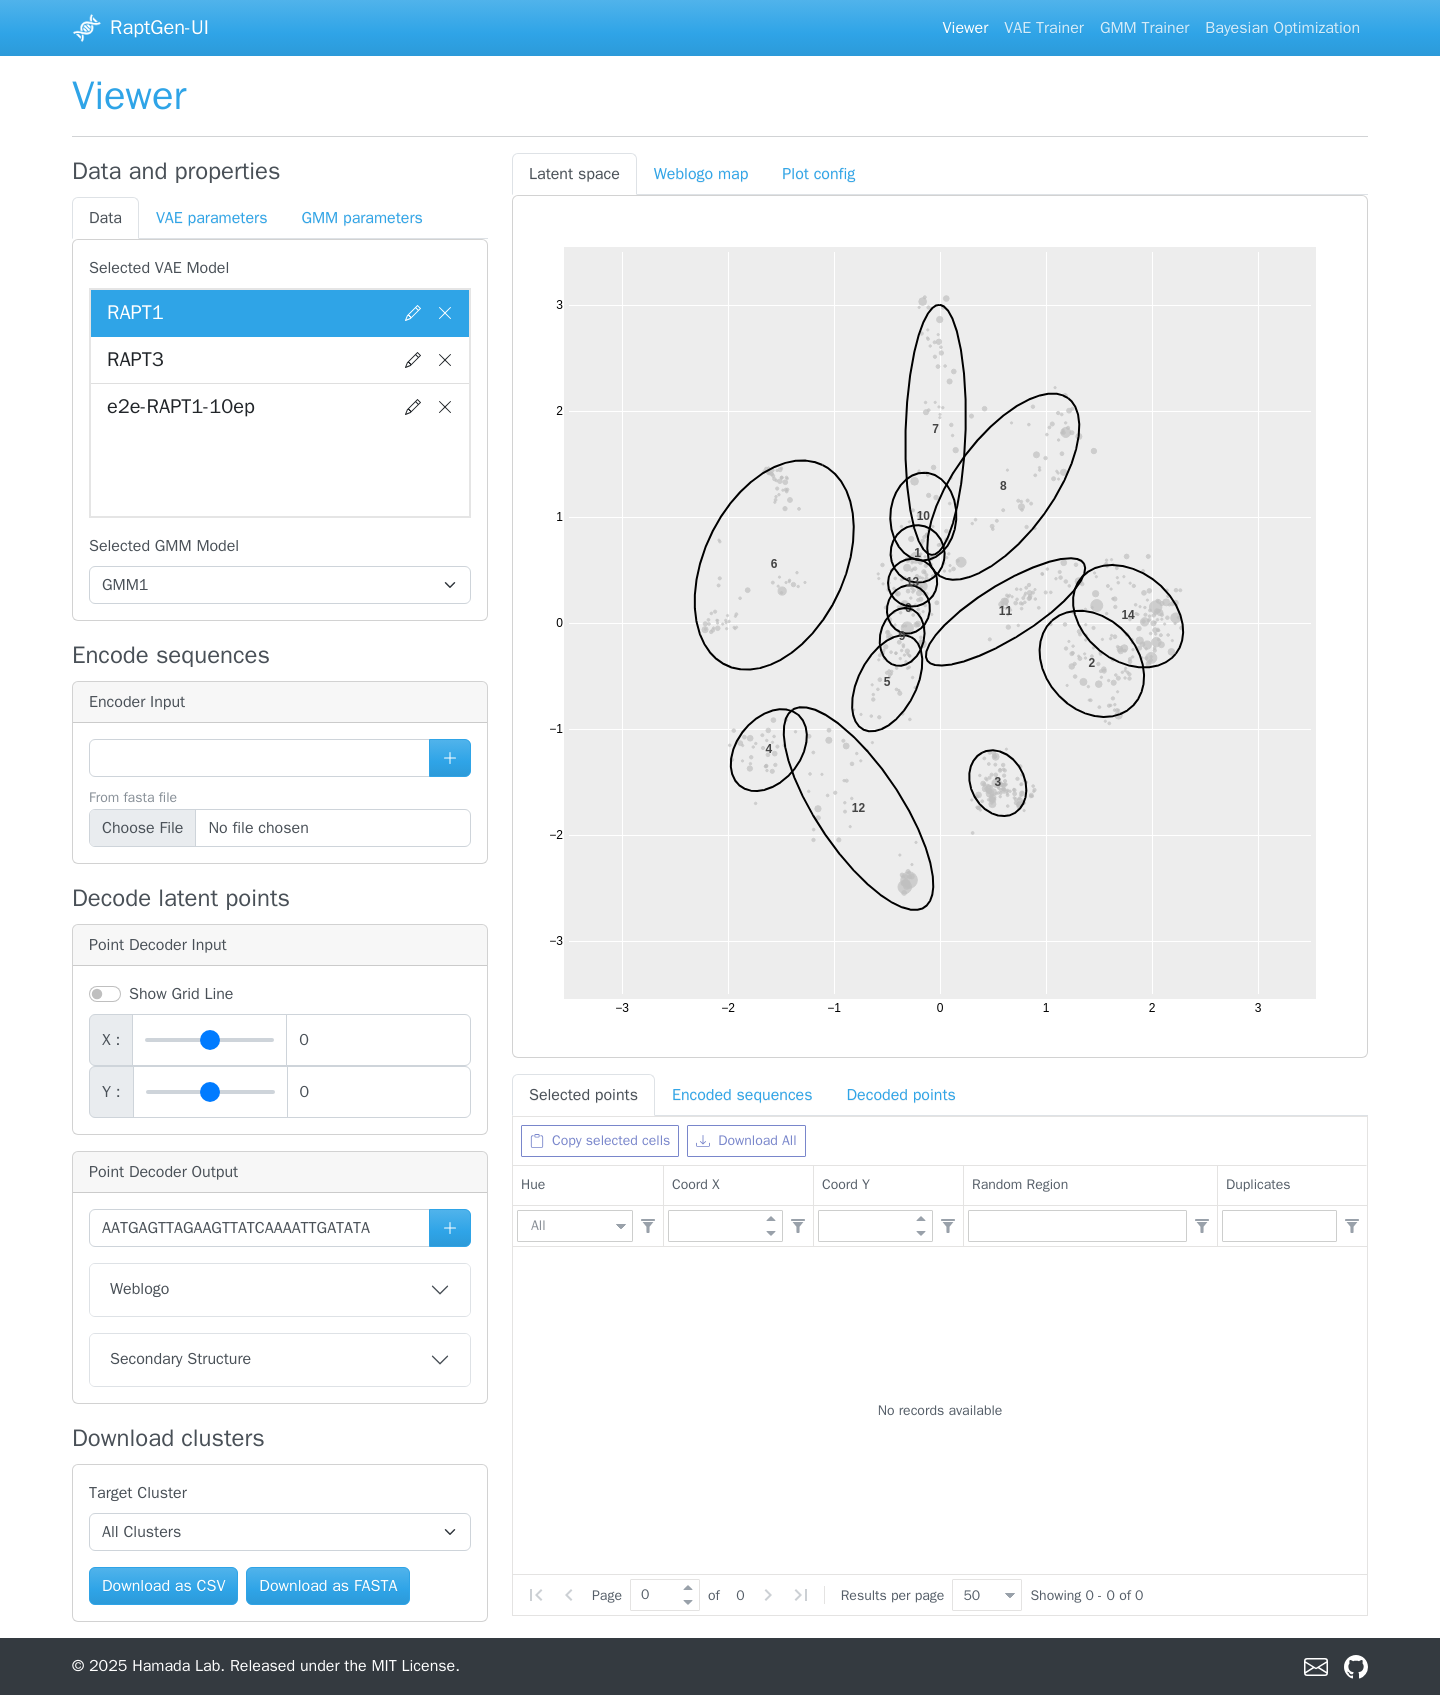 RaptGen-UI
Viewer
VAE Trainer
GMM Trainer
Bayesian Optimization
Viewer
Data and properties
Data
VAE parameters
GMM parameters
Selected VAE Model
RAPT1
RAPT3
e2e-RAPT1-10ep
Selected GMM Model
GMM1
Encode sequences
Encoder Input
From fasta file
Choose File
No file chosen
Decode latent points
Point Decoder Input
Show Grid Line
X :
0
Y :
0
Point Decoder Output
AATGAGTTAGAAGTTATCAAAATTGATATA
Weblogo
Secondary Structure
Download clusters
Target Cluster
All Clusters
Download as CSV
Download as FASTA
Latent space
Weblogo map
Plot config
3
2
1
0
−1
−2
−3
−3
−2
−1
0
1
2
3
7
8
10
1
6
11
14
2
5
4
3
12
Selected points
Encoded sequences
Decoded points
Copy selected cells
Download All
Hue
Coord X
Coord Y
Random Region
Duplicates
All
No records available
Page
0
of
0
Results per page
50
Showing 0 - 0 of 0
© 2025 Hamada Lab. Released under the MIT License.